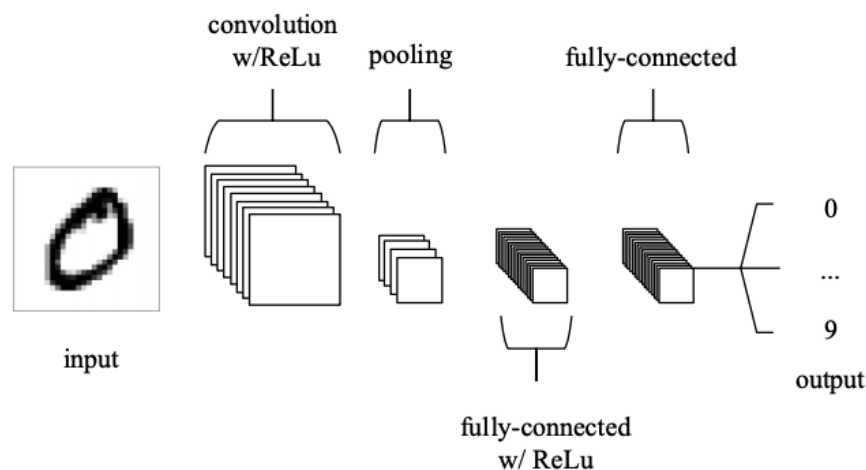 convolution
w/ReLu
pooling
fully-connected
0
...
9
input
output
fully-connected
w/ ReLu